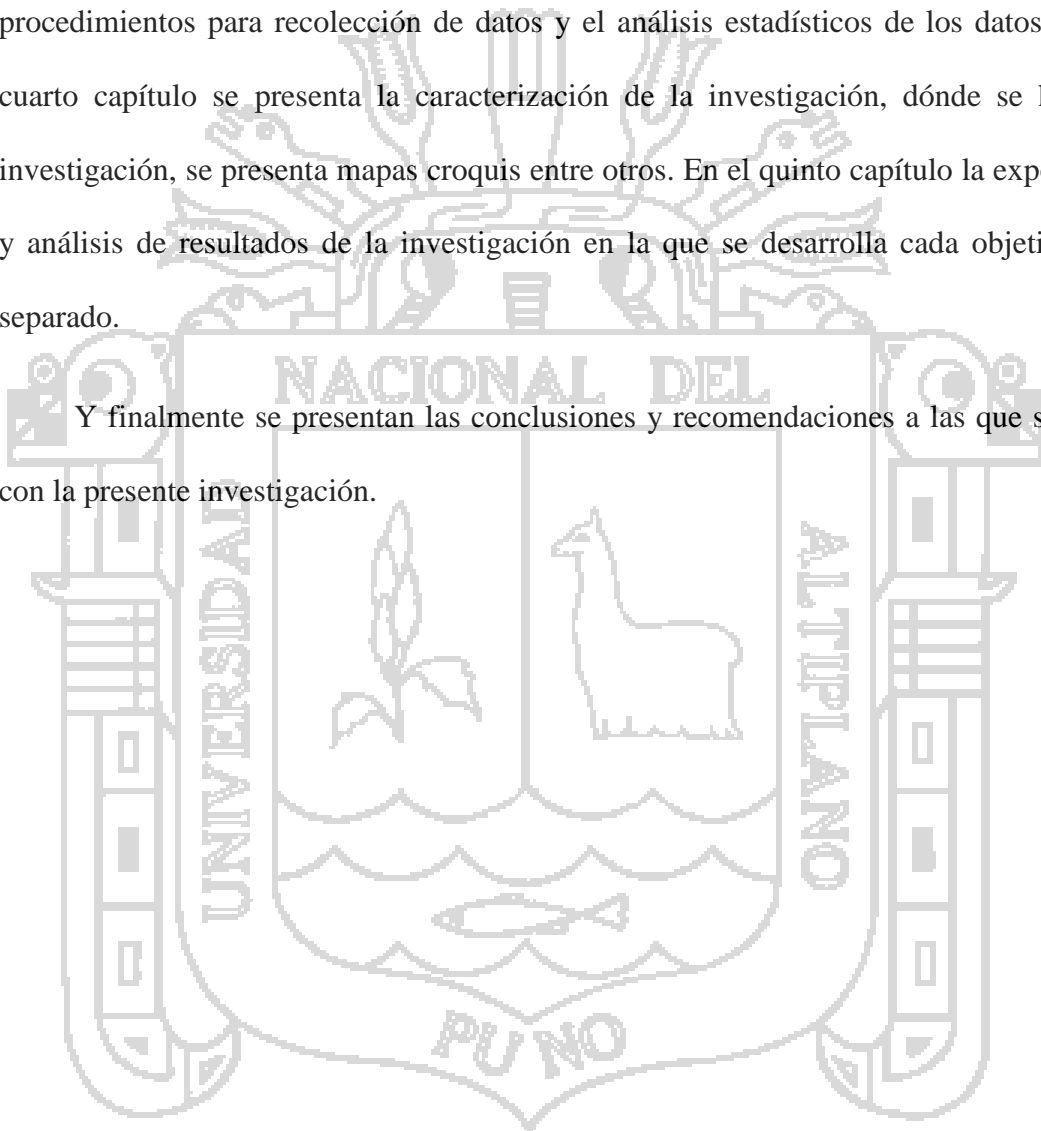 procedimientos para recolección de datos y el análisis estadísticos de los datos
cuarto capítulo se presenta la caracterización de la investigación, dónde se
investigación, se presenta mapas croquis entre otros. En el quinto capítulo la
y análisis de resultados de la investigación en la que se desarrolla cada
separado.
Y finalmente se presentan las conclusiones y recomendaciones a las que
con la presente investigación.
UNIVERSIDAD
NACIONAL DEL
ALTIPLANO
PUNO